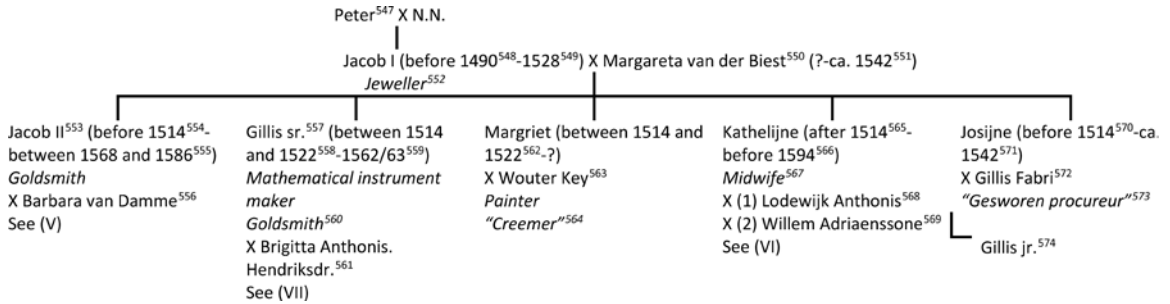 Peter547 X N.N.
Jacob I (before 1490548-1528549) X Margareta van der Biest550 (?-ca. 1542551)
Jeweller552
Jacob II553 (before 1514554-
between 1568 and 1586555)
Goldsmith
X Barbara van Damme556
See (V)
Gillis sr.557 (between 1514
and 1522558-1562/63559)
Mathematical instrument
maker
Goldsmith560
X Brigitta Anthonis.
Hendriksdr.561
See (VII)
Margriet (between 1514 and
1522562-?)
X Wouter Key563
Painter
“Creemer”564
Kathelijne (after 1514565-
before 1594566)
Midwife567
X (1) Lodewijk Anthonis568
X (2) Willem Adriaenssone569
See (VI)
Josijne (before 1514570-ca.
1542571)
X Gillis Fabri572
“Gesworen procureur”573
Gillis jr.574